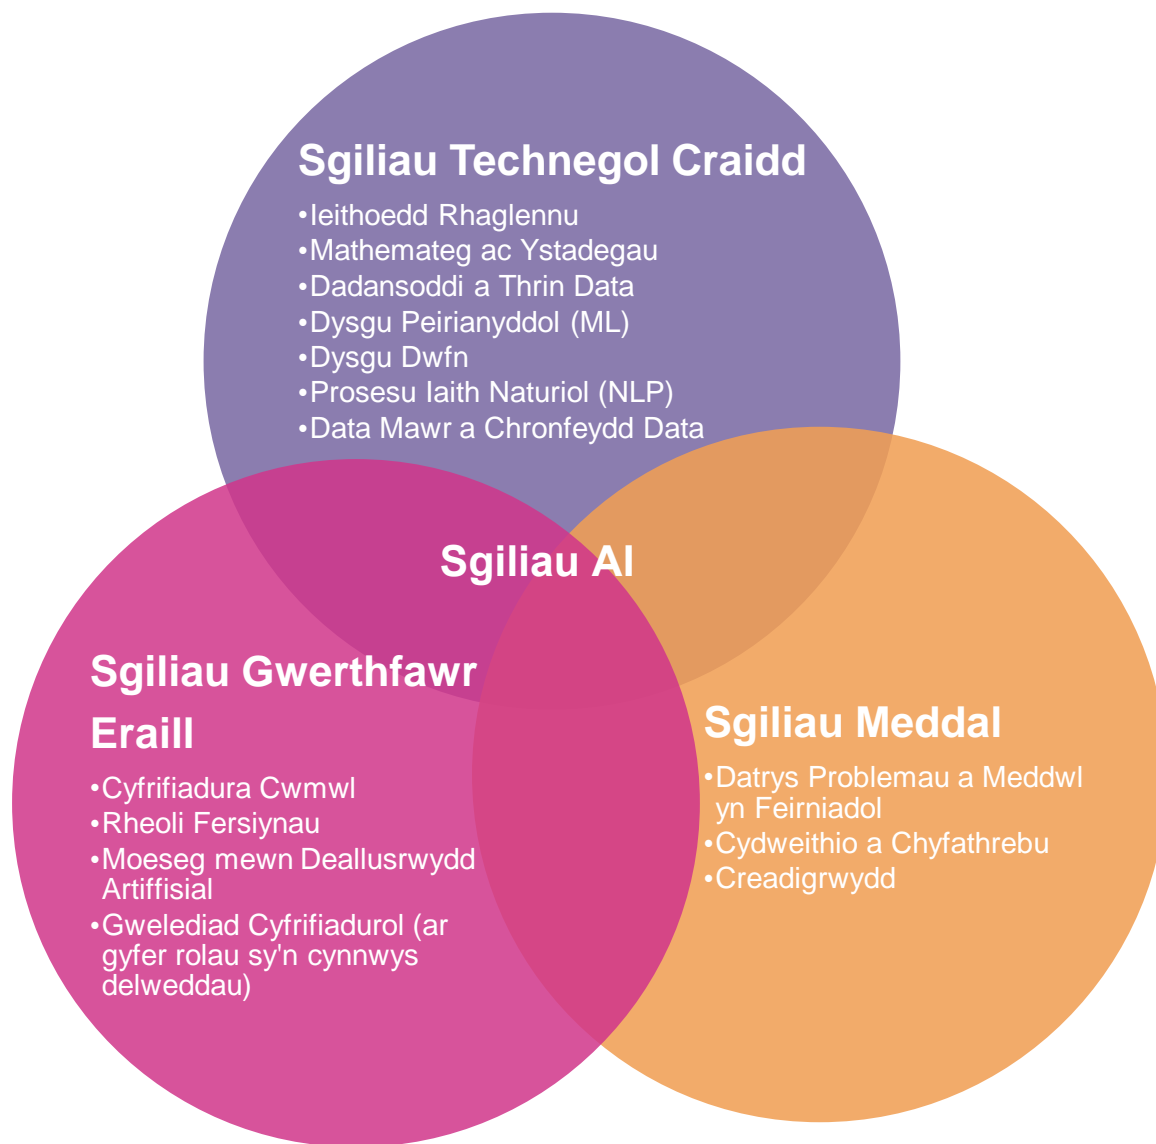 Sgiliau Technegol Craidd
•Ieithoedd Rhaglennu
•Mathemateg ac Ystadegau
•Dadansoddi a Thrin Data
•Dysgu Peirianyddol (ML)
•Dysgu Dwfn
•Prosesu Iaith Naturiol (NLP)
•Data Mawr a Chronfeydd Data
Sgiliau AI
Sgiliau Gwerthfawr
Eraill
•Cyfrifiadura Cwmwl
•Rheoli Fersiynau
•Moeseg mewn Deallusrwydd
Artiffisial
•Gwelediad Cyfrifiadurol (ar
gyfer rolau sy'n cynnwys
delweddau)
Sgiliau Meddal
•Datrys Problemau a Meddwl
yn Feirniadol
•Cydweithio a Chyfathrebu
•Creadigrwydd